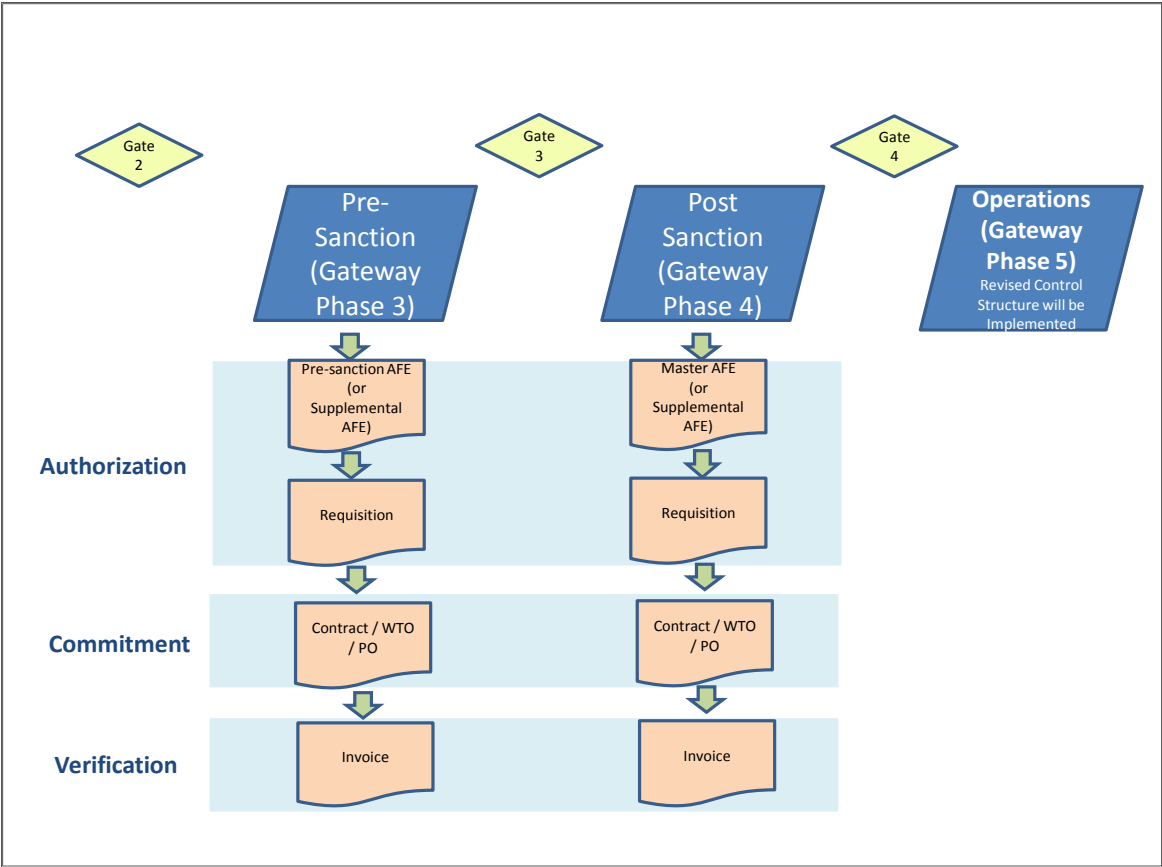 Gate
2
Gate
3
Gate
4
Pre-
Sanction
(Gateway
Phase 3)
Post
Sanction
(Gateway
Phase 4)
Operations
(Gateway
Phase 5)
Revised Control
Structure will be
Implemented
Authorization
Pre-sanction AFE
(or
Supplemental
AFE)
Master AFE
(or
Supplemental
AFE)
Requisition
Requisition
Commitment
Contract / WTO
/ PO
Contract / WTO
/ PO
Verification
Invoice
Invoice